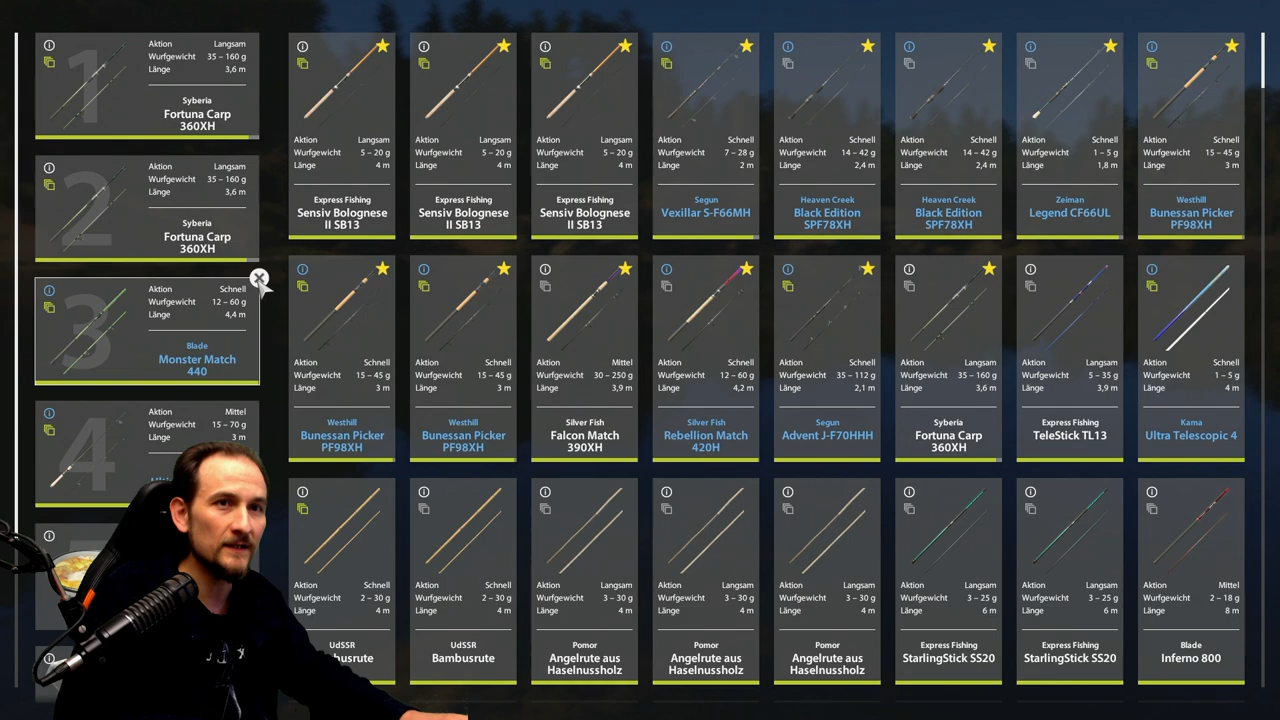 1
Aktion Langsam
Wurfgewicht 35 – 160 g
Länge 3,6 m
Syberia
Fortuna Carp
360XH
2
Aktion Langsam
Wurfgewicht 35 – 160 g
Länge 3,6 m
Syberia
Fortuna Carp
360XH
3
Aktion Schnell
Wurfgewicht 12 – 60 g
Länge 4,4 m
Blade
Monster Match
440
4
Aktion Mittel
Wurfgewicht 15 – 70 g
Länge 3 m
Aktion Langsam
Wurfgewicht 5 – 20 g
Länge 4 m
Express Fishing
Sensiv Bolognese
II SB13
Aktion Langsam
Wurfgewicht 5 – 20 g
Länge 4 m
Express Fishing
Sensiv Bolognese
II SB13
Aktion Langsam
Wurfgewicht 5 – 20 g
Länge 4 m
Express Fishing
Sensiv Bolognese
II SB13
Aktion Schnell
Wurfgewicht 7 – 28 g
Länge 2 m
Segun
Vexillar S-F66MH
Aktion Schnell
Wurfgewicht 14 – 42 g
Länge 2,4 m
Heaven Creek
Black Edition
SPF78XH
Aktion Schnell
Wurfgewicht 14 – 42 g
Länge 2,4 m
Heaven Creek
Black Edition
SPF78XH
Aktion Schnell
Wurfgewicht 1 – 5 g
Länge 1,8 m
Zeiman
Legend CF66UL
Aktion Schnell
Wurfgewicht 15 – 45 g
Länge 3 m
Westhill
Bunessan Picker
PF98XH
Aktion Schnell
Wurfgewicht 15 – 45 g
Länge 3 m
Westhill
Bunessan Picker
PF98XH
Aktion Schnell
Wurfgewicht 15 – 45 g
Länge 3 m
Westhill
Bunessan Picker
PF98XH
Aktion Mittel
Wurfgewicht 30 – 250 g
Länge 3,9 m
Silver Fish
Falcon Match
390XH
Aktion Schnell
Wurfgewicht 12 – 60 g
Länge 4,2 m
Silver Fish
Rebellion Match
420H
Aktion Schnell
Wurfgewicht 35 – 112 g
Länge 2,1 m
Segun
Advent J-F70HHH
Aktion Langsam
Wurfgewicht 35 – 160 g
Länge 3,6 m
Syberia
Fortuna Carp
360XH
Aktion Langsam
Wurfgewicht 5 – 35 g
Länge 3,9 m
Express Fishing
TeleStick TL13
Aktion Schnell
Wurfgewicht 1 – 5 g
Länge 4 m
Kama
Ultra Telescopic 4
Aktion Schnell
Wurfgewicht 2 – 30 g
Länge 4 m
UdSSR
busrute
Aktion Schnell
Wurfgewicht 2 – 30 g
Länge 4 m
UdSSR
Bambusrute
Aktion Langsam
Wurfgewicht 3 – 30 g
Länge 4 m
Pomor
Angelrute aus
Haselnussholz
Aktion Langsam
Wurfgewicht 3 – 30 g
Länge 4 m
Pomor
Angelrute aus
Haselnussholz
Aktion Langsam
Wurfgewicht 3 – 30 g
Länge 4 m
Pomor
Angelrute aus
Haselnussholz
Aktion Langsam
Wurfgewicht 3 – 25 g
Länge 6 m
Express Fishing
StarlingStick SS20
Aktion Langsam
Wurfgewicht 3 – 25 g
Länge 6 m
Express Fishing
StarlingStick SS20
Aktion Mittel
Wurfgewicht 2 – 18 g
Länge 8 m
Blade
Inferno 800